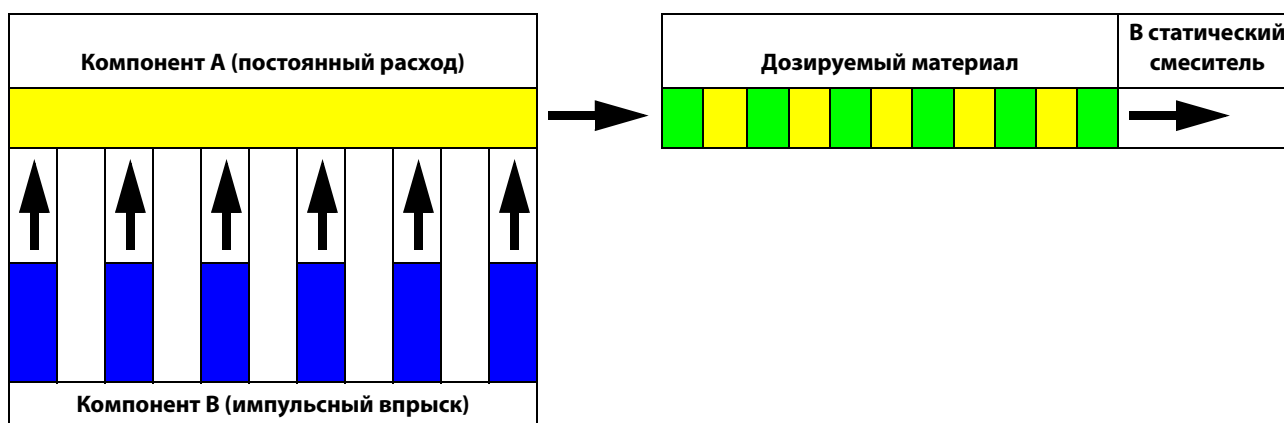 Компонент А (постоянный расход)
Дозируемый материал
В статический
смеситель
Компонент В (импульсный впрыск)